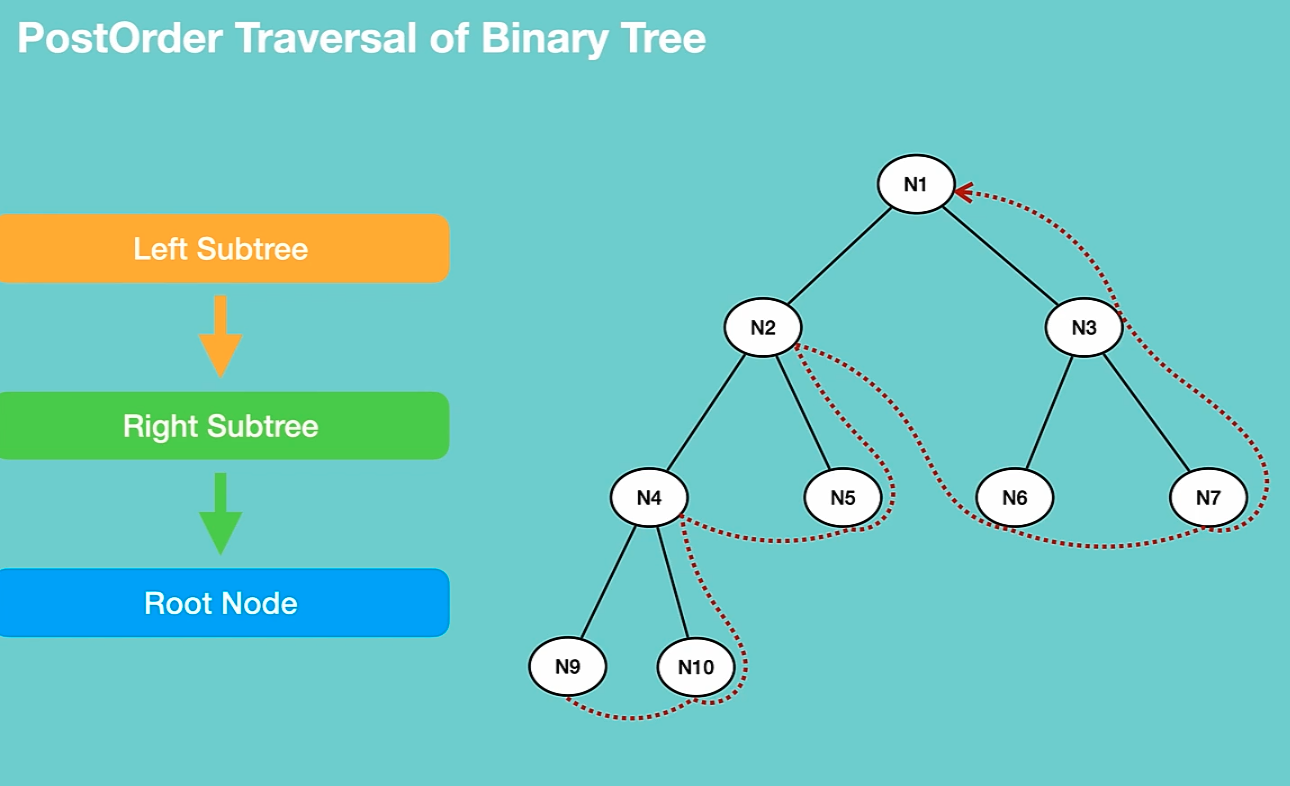 PostOrder Traversal of Binary Tree
Left Subtree
Right Subtree
Root Node
N1
N2
N3
N4
N5
N6
N7
N9
N10